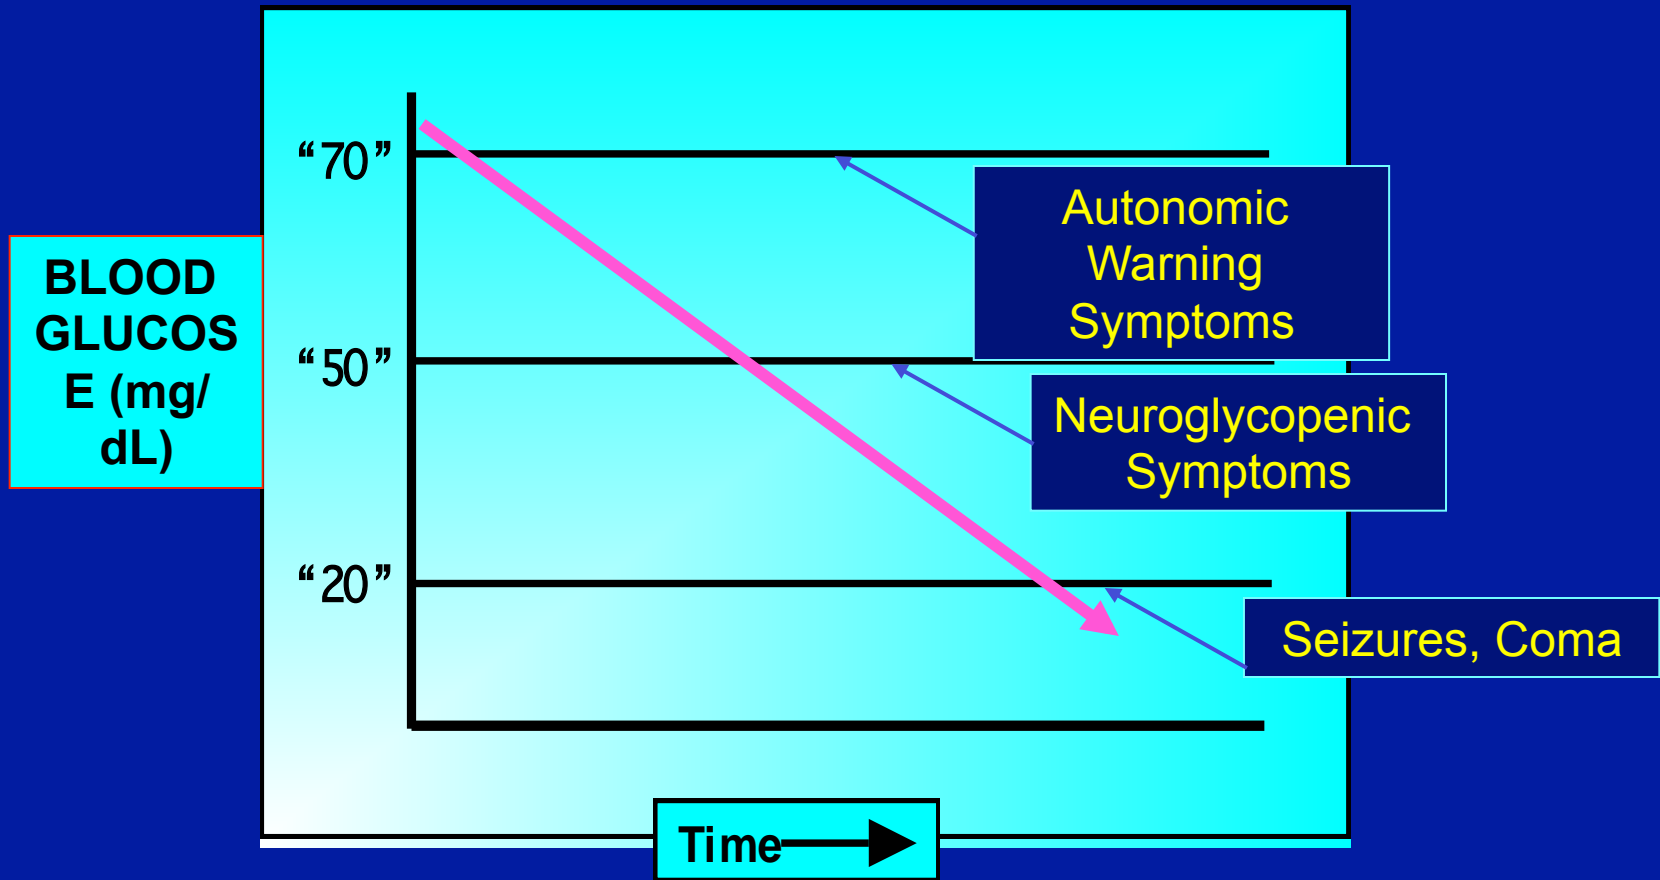 “70”
Autonomic
Warning
Symptoms
BLOOD
GLUCOS
E (mg/
dL)
“50”
Neuroglycopenic
Symptoms
“20”
Seizures, Coma
Time